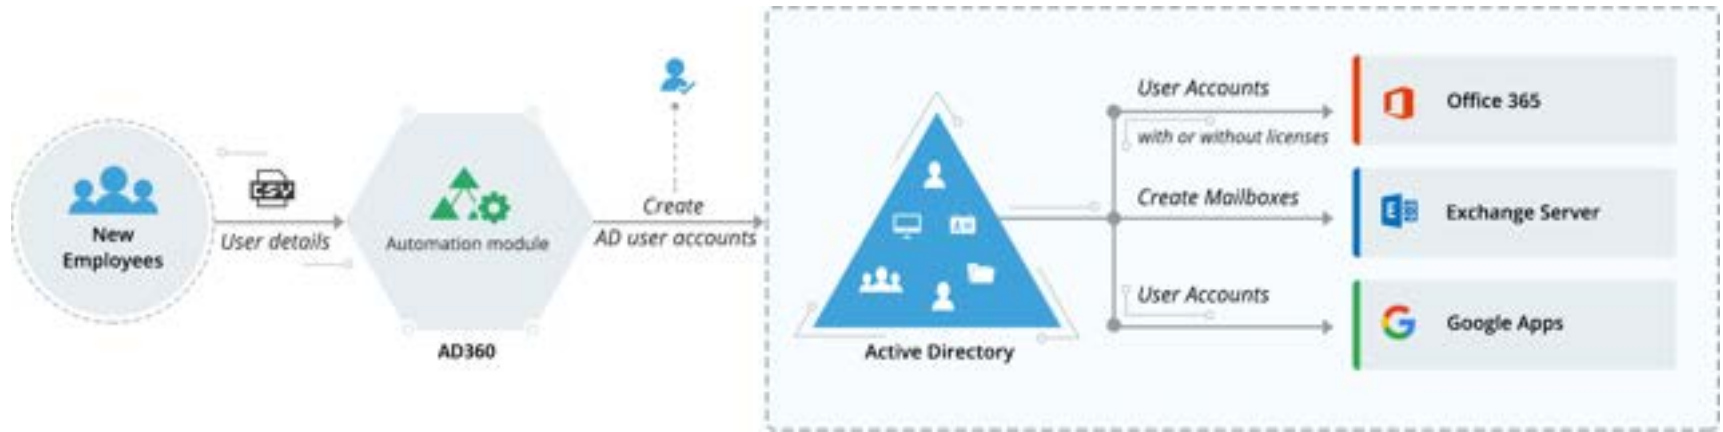 New
Employees
CSV
User details
Automation module
AD360
Create
AD user accounts
Active Directory
User Accounts
with or without licenses
Create Mailboxes
User Accounts
Office 365
E
Exchange Server
G
Google Apps